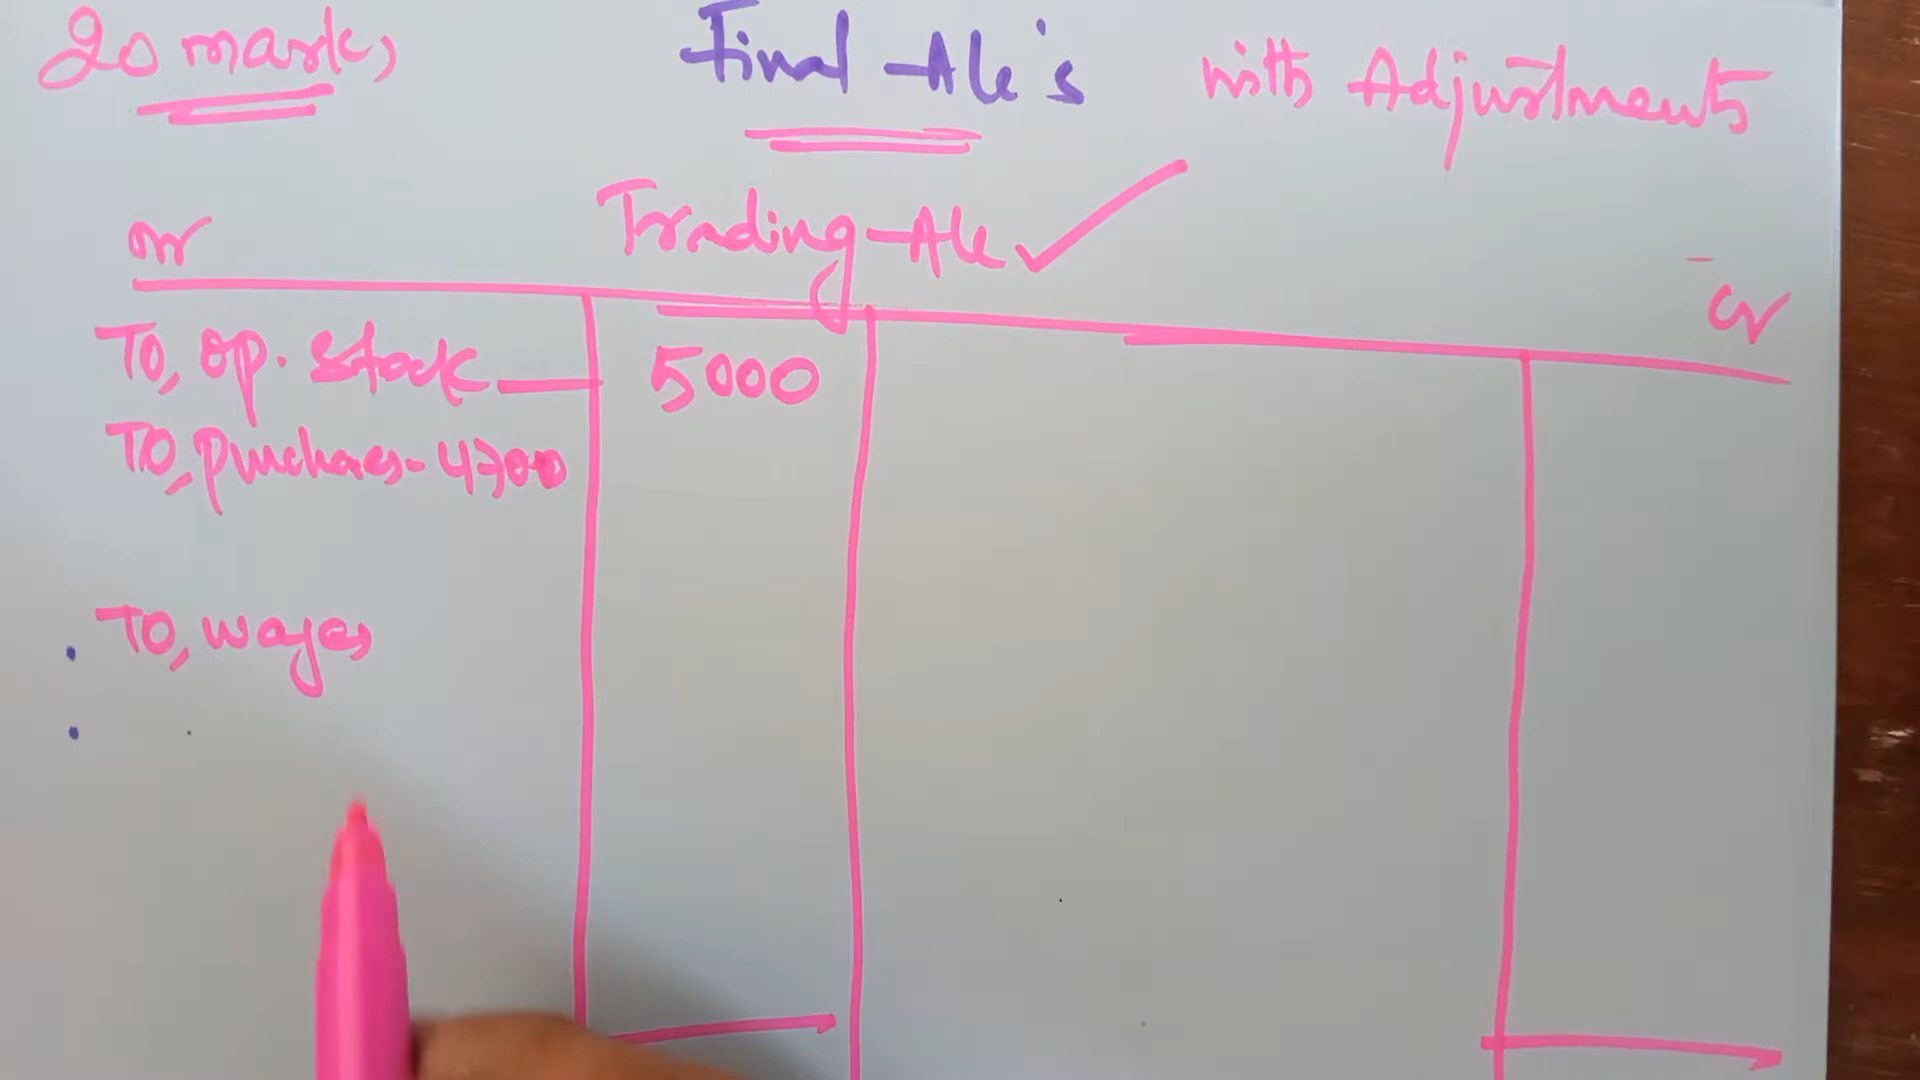 20 marks Final A/c's with Adjustments
Dr Trading A/c ✓ Cr
To, op. Stock — 5000
To, purchases - 4700
To, wages